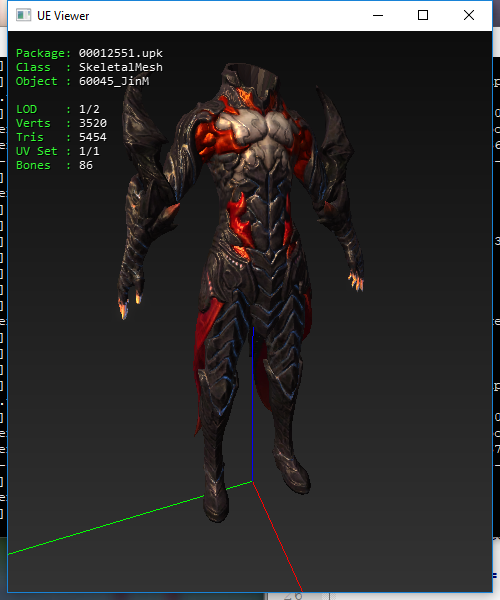 UE Viewer
Package: 00012551.upk
Class  : SkeletalMesh
Object : 60045_JinM
LOD    : 1/2
Verts  : 3520
Tris   : 5454
UV Set : 1/1
Bones  : 86